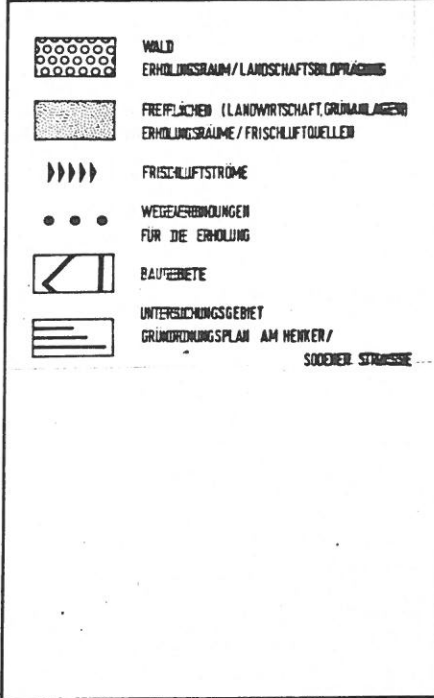 WALD
ERHOLUNGSRAUM/LANDSCHAFTSBILDPRÄGUNG
FREIFLÄCHEN (LANDWIRTSCHAFT, GRÜNANLAGEN)
ERHOLUNGSRÄUME/FRISCHLUFTQUELLEN
FRISCHLUFTSTRÖME
WEGEVERBINDUNGEN
FÜR DIE ERHOLUNG
BAUGEBIETE
UNTERSUCHUNGSGEBIET
GRÜNORDNUNGSPLAN AM HENKER/
SODENER STRASSE